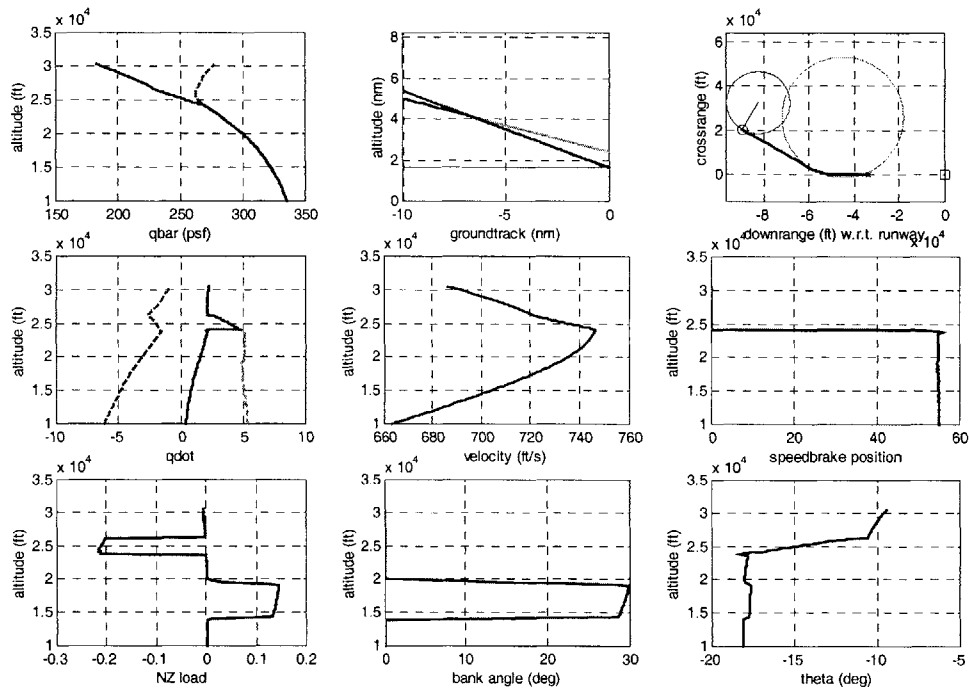 x 10^4
3.5
3
2.5
2
1.5
1
altitude (ft)
150 200 250 300 350
qbar (psf)
8
6
4
2
0
altitude (nm)
-10 -5 0
groundtrack (nm)
x 10^4
6
4
2
0
crossrange (ft)
-8 -6 -4 -2 0
downrange (ft) w.r.t. runway x 10^4
x 10^4
3.5
3
2.5
2
1.5
1
altitude (ft)
-10 -5 0 5 10
qdot
x 10^4
3.5
3
2.5
2
1.5
1
altitude (ft)
660 680 700 720 740 760
velocity (ft/s)
x 10^4
3.5
3
2.5
2
1.5
1
altitude (ft)
0 20 40 60
speedbrake position
x 10^4
3.5
3
2.5
2
1.5
1
altitude (ft)
-0.3 -0.2 -0.1 0 0.1 0.2
NZ load
x 10^4
3.5
3
2.5
2
1.5
1
altitude (ft)
0 10 20 30
bank angle (deg)
x 10^4
3.5
3
2.5
2
1.5
1
altitude (ft)
-20 -15 -10 -5
theta (deg)